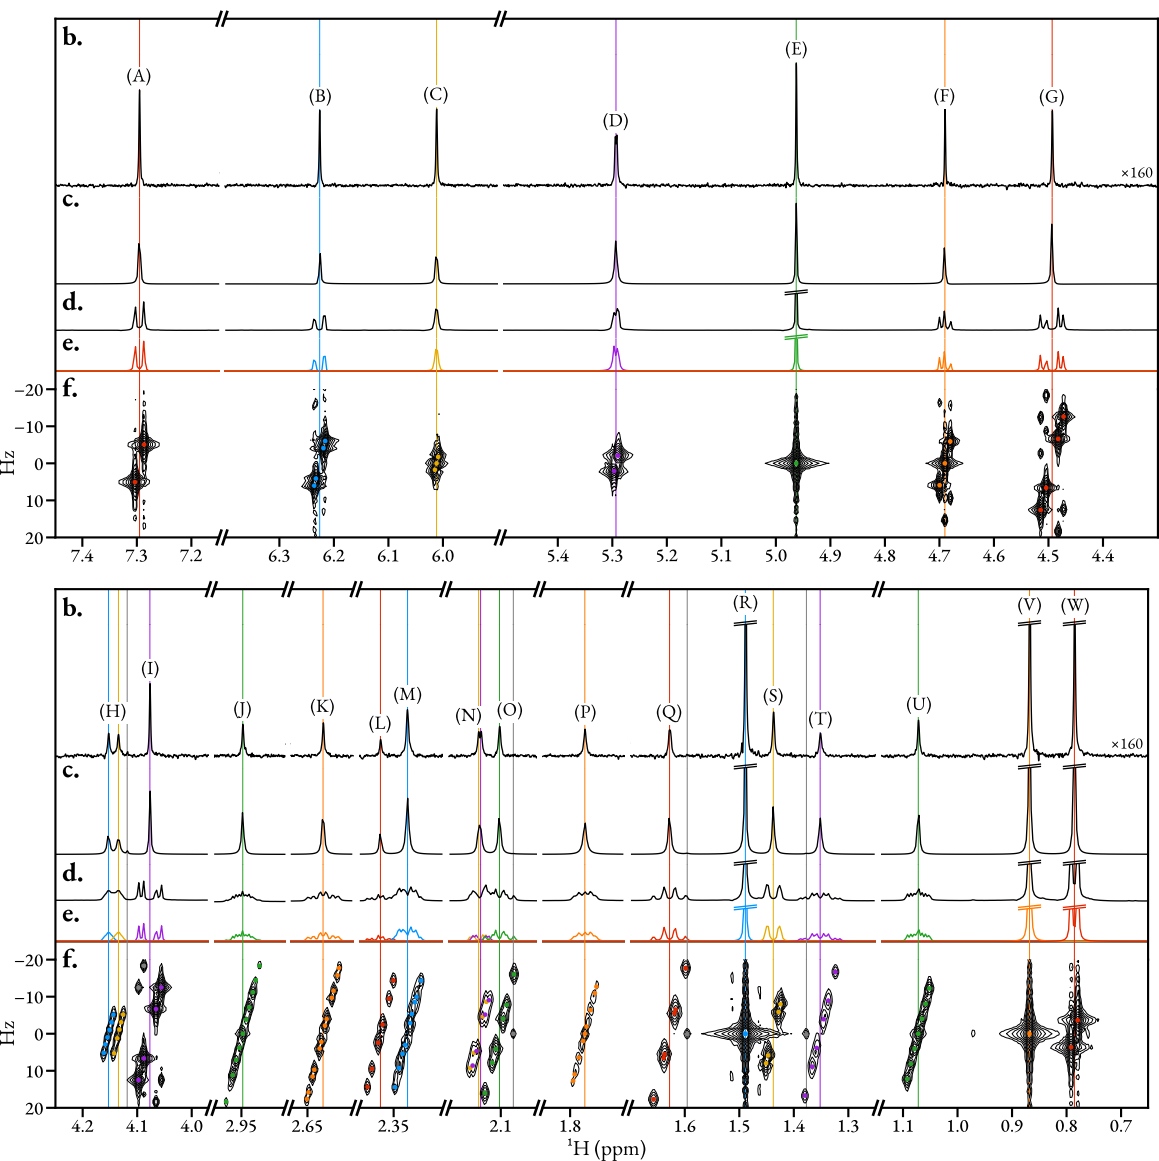 b.
(A)
(B)
(C)
(D)
(E)
(F)
(G)
×160
c.
d.
e.
f.
−20
−10
0
10
20
Hz
7.4 7.3 7.2 6.3 6.2 6.1 6.0 5.4 5.3 5.2 5.1 5.0 4.9 4.8 4.7 4.6 4.5 4.4
b.
(H)
(I)
(J)
(K)
(L)
(M)
(N)
(O)
(P)
(Q)
(R)
(S)
(T)
(U)
(V)
(W)
×160
c.
d.
e.
f.
−20
−10
0
10
20
Hz
4.2 4.1 4.0 2.95 2.65 2.35 2.1 1.8 1.6 1.5 1.4 1.3 1.1 1.0 0.9 0.8 0.7
¹H (ppm)